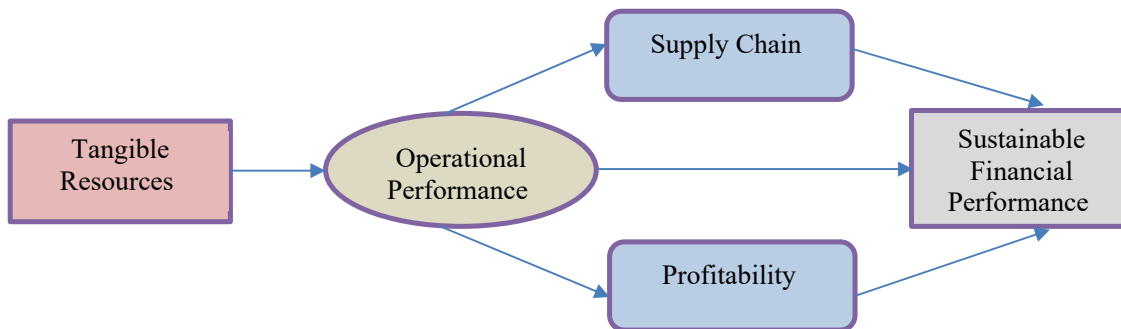 Supply Chain
Tangible
Resources
Operational
Performance
Sustainable
Financial
Performance
Profitability